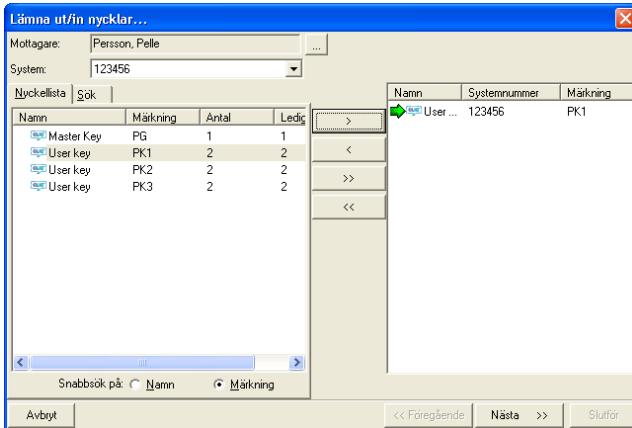 Lämna ut/in nycklar...
Mottagare: Persson, Pelle ...
System: 123456
Nyckellista Sök
Namn Märkning Antal Ledig
Master Key PG 1 1
User key PK1 2 2
User key PK2 2 2
User key PK3 2 2
>
<
>>
<<
Namn Systemnummer Märkning
User ... 123456 PK1
Snabbsök på: Namn Märkning
Avbryt << Föregående Nästa >> Slutför